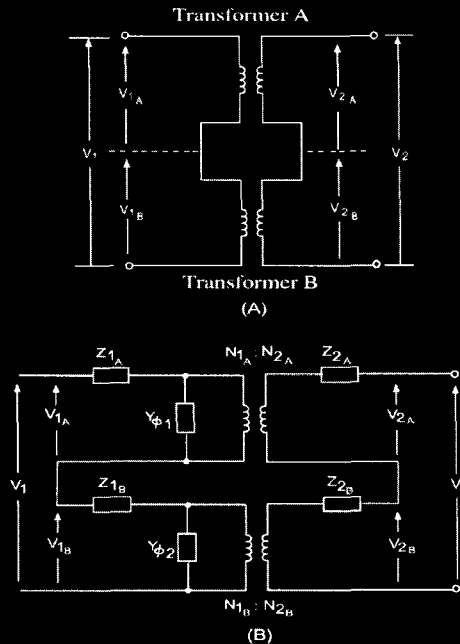 Transformer A
V1A
V2A
V1
V2
V1B
V2B
Transformer B
(A)
Z1A
N1A : N2A
Z2A
V1A
Yϕ1
V2A
V1
V
Z1B
Z2B
V1B
Yϕ2
V2B
N1B : N2B
(B)